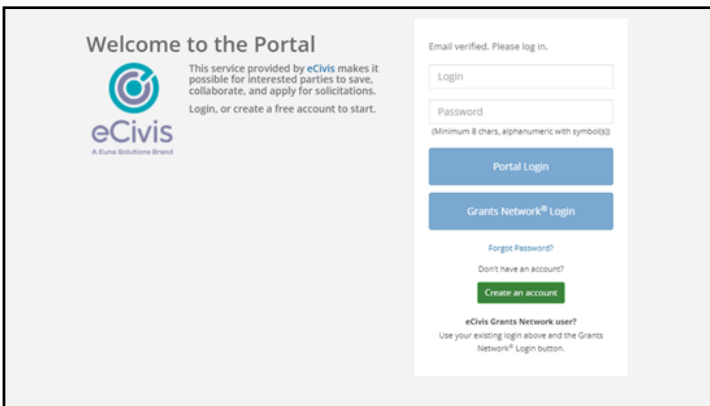 Welcome to the Portal
This service provided by eCivis makes it
possible for interested parties to save,
collaborate, and apply for solicitations.
Login, or create a free account to start.
eCivis
A Euna Solutions Brand
Email verified. Please log in.
Login
Password
(Minimum 8 chars, alphanumeric with symbol(s))
Portal Login
Grants Network® Login
Forgot Password?
Don't have an account?
Create an account
eCivis Grants Network user?
Use your existing login above and the Grants
Network® Login button.